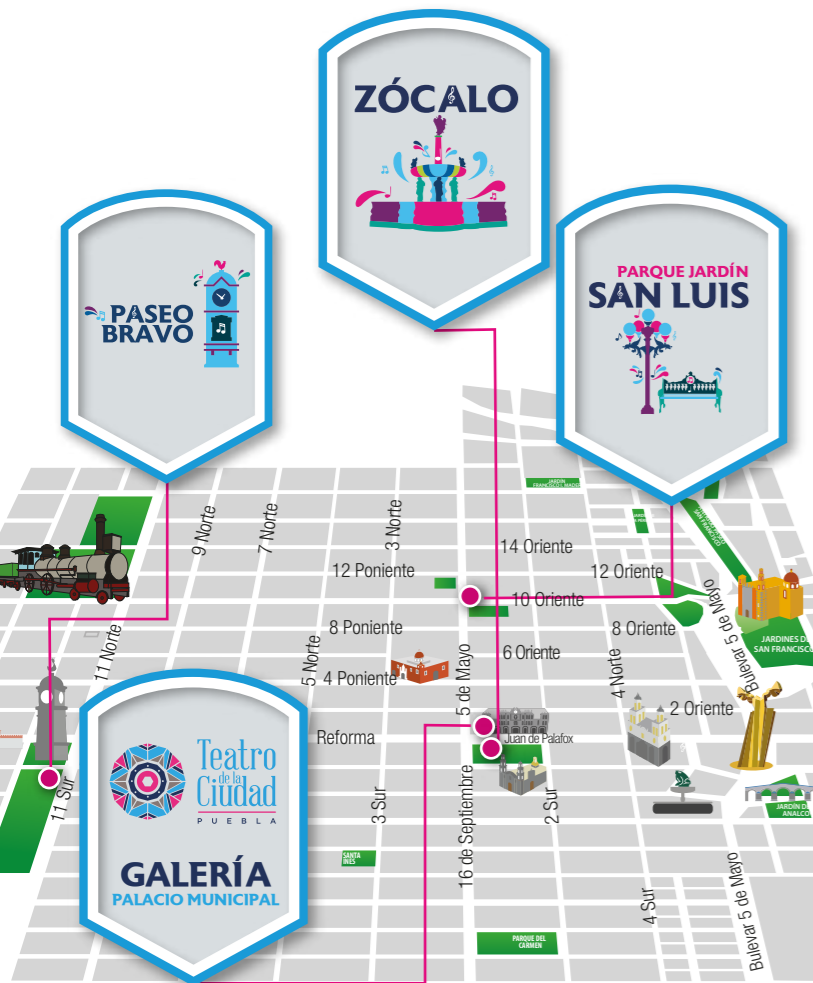 ZÓCALO
PARQUE JARDÍN
SAN LUIS
PASEO
BRAVO
JARDÍN
FRANCISCO I. MADERO
SAN FRANCISCO
9 Norte
7 Norte
3 Norte
14 Oriente
12 Poniente
12 Oriente
10 Oriente
8 Poniente
8 Oriente
11 Norte
5 Norte
4 Poniente
5 de Mayo
6 Oriente
4 Norte
Bulevar 5 de Mayo
JARDINES DE
SAN FRANCISCO
2 Oriente
Reforma
Juan de Palafox
11 Sur
3 Sur
16 de Septiembre
2 Sur
JARDÍN DE
ANALCO
Teatro
de la
Ciudad
PUEBLA
GALERÍA
PALACIO MUNICIPAL
SANTA
INÉS
4 Sur
Bulevar 5 de Mayo
PARQUE DEL
CARMEN